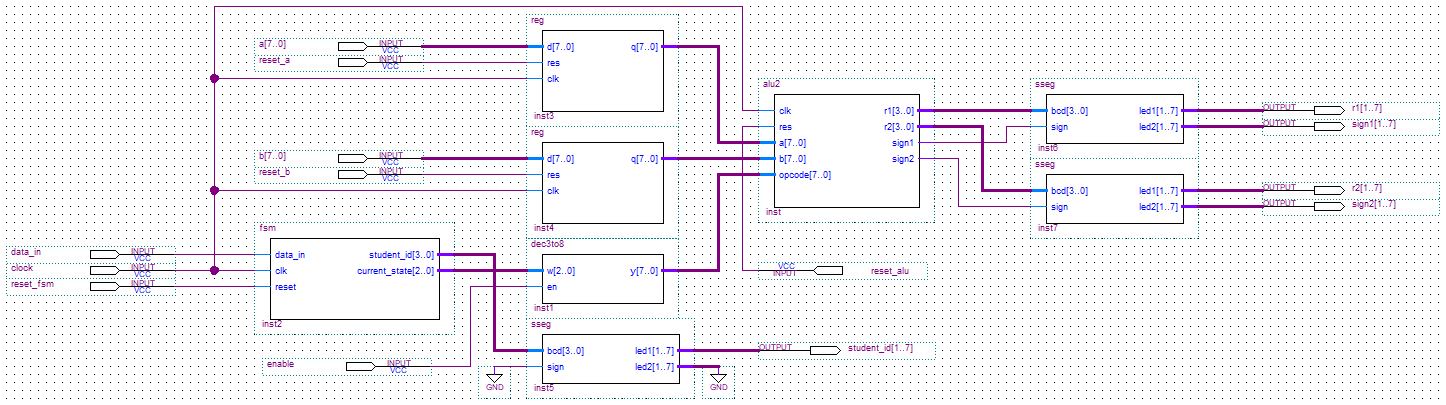 reg
a[7..0] INPUT VCC
d[7..0] q[7..0]
reset_a INPUT VCC
res
clk
inst3
reg
b[7..0] INPUT VCC
d[7..0] q[7..0]
reset_b INPUT VCC
res
clk
inst4
alu2
clk r1[3..0]
res r2[3..0]
a[7..0] sign1
b[7..0] sign2
opcode[7..0]
inst
sseg
bcd[3..0] led1[1..7]
sign led2[1..7]
inst6
OUTPUT r1[1..7]
OUTPUT sign1[1..7]
sseg
bcd[3..0] led1[1..7]
sign led2[1..7]
inst7
OUTPUT r2[1..7]
OUTPUT sign2[1..7]
fsm
data_in INPUT VCC
data_in student_id[3..0]
clock INPUT VCC
clk current_state[2..0]
reset_fsm INPUT VCC
reset
inst2
dec3to8
w[2..0] y[7..0]
en
inst1
VCC INPUT reset_alu
sseg
bcd[3..0] led1[1..7]
sign led2[1..7]
inst5
enable INPUT VCC
GND
GND
OUTPUT student_id[1..7]